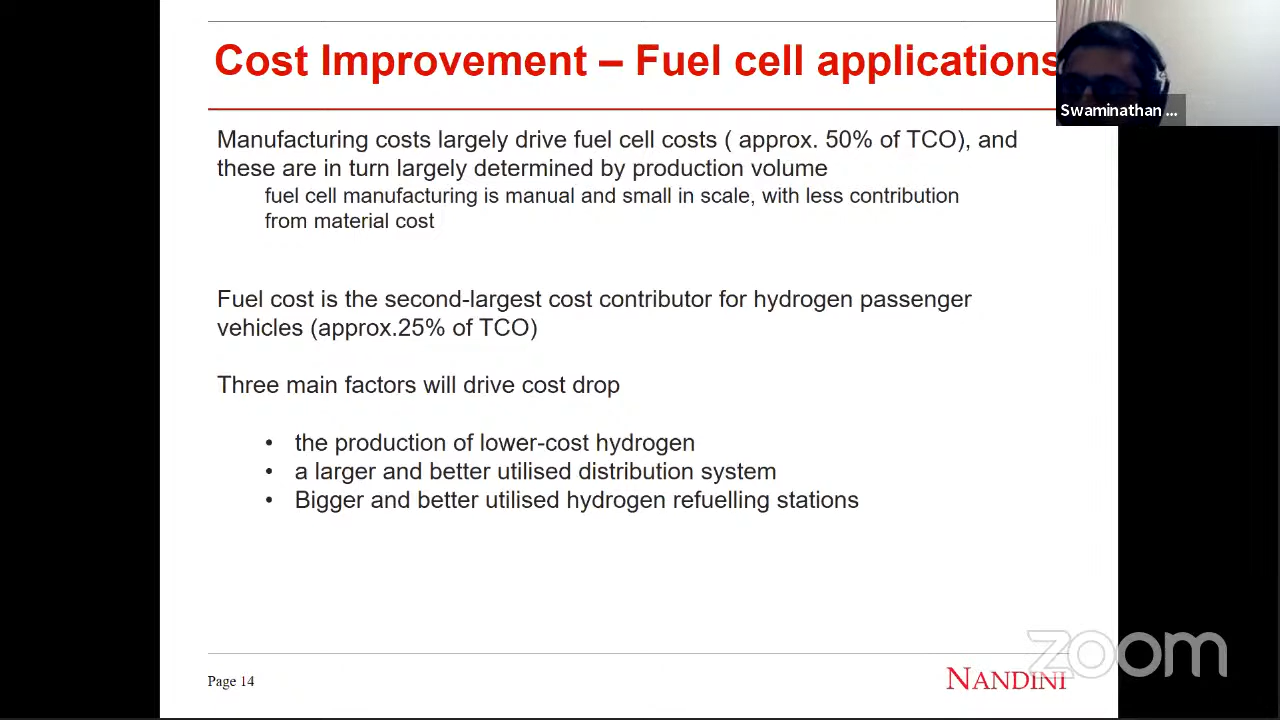 Cost Improvement – Fuel cell applications
Swaminathan ...
Manufacturing costs largely drive fuel cell costs ( approx. 50% of TCO), and
these are in turn largely determined by production volume
fuel cell manufacturing is manual and small in scale, with less contribution
from material cost
Fuel cost is the second-largest cost contributor for hydrogen passenger
vehicles (approx.25% of TCO)
Three main factors will drive cost drop
• the production of lower-cost hydrogen
• a larger and better utilised distribution system
• Bigger and better utilised hydrogen refuelling stations
zoom
Page 14
NANDINI